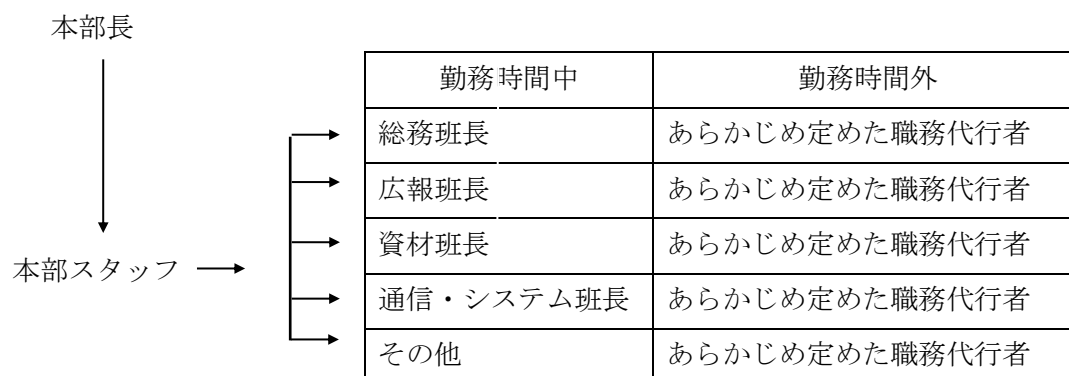 本部長
勤務時間中 勤務時間外
総務班長 あらかじめ定めた職務代行者
広報班長 あらかじめ定めた職務代行者
資材班長 あらかじめ定めた職務代行者
本部スタッフ
通信・システム班長 あらかじめ定めた職務代行者
その他 あらかじめ定めた職務代行者